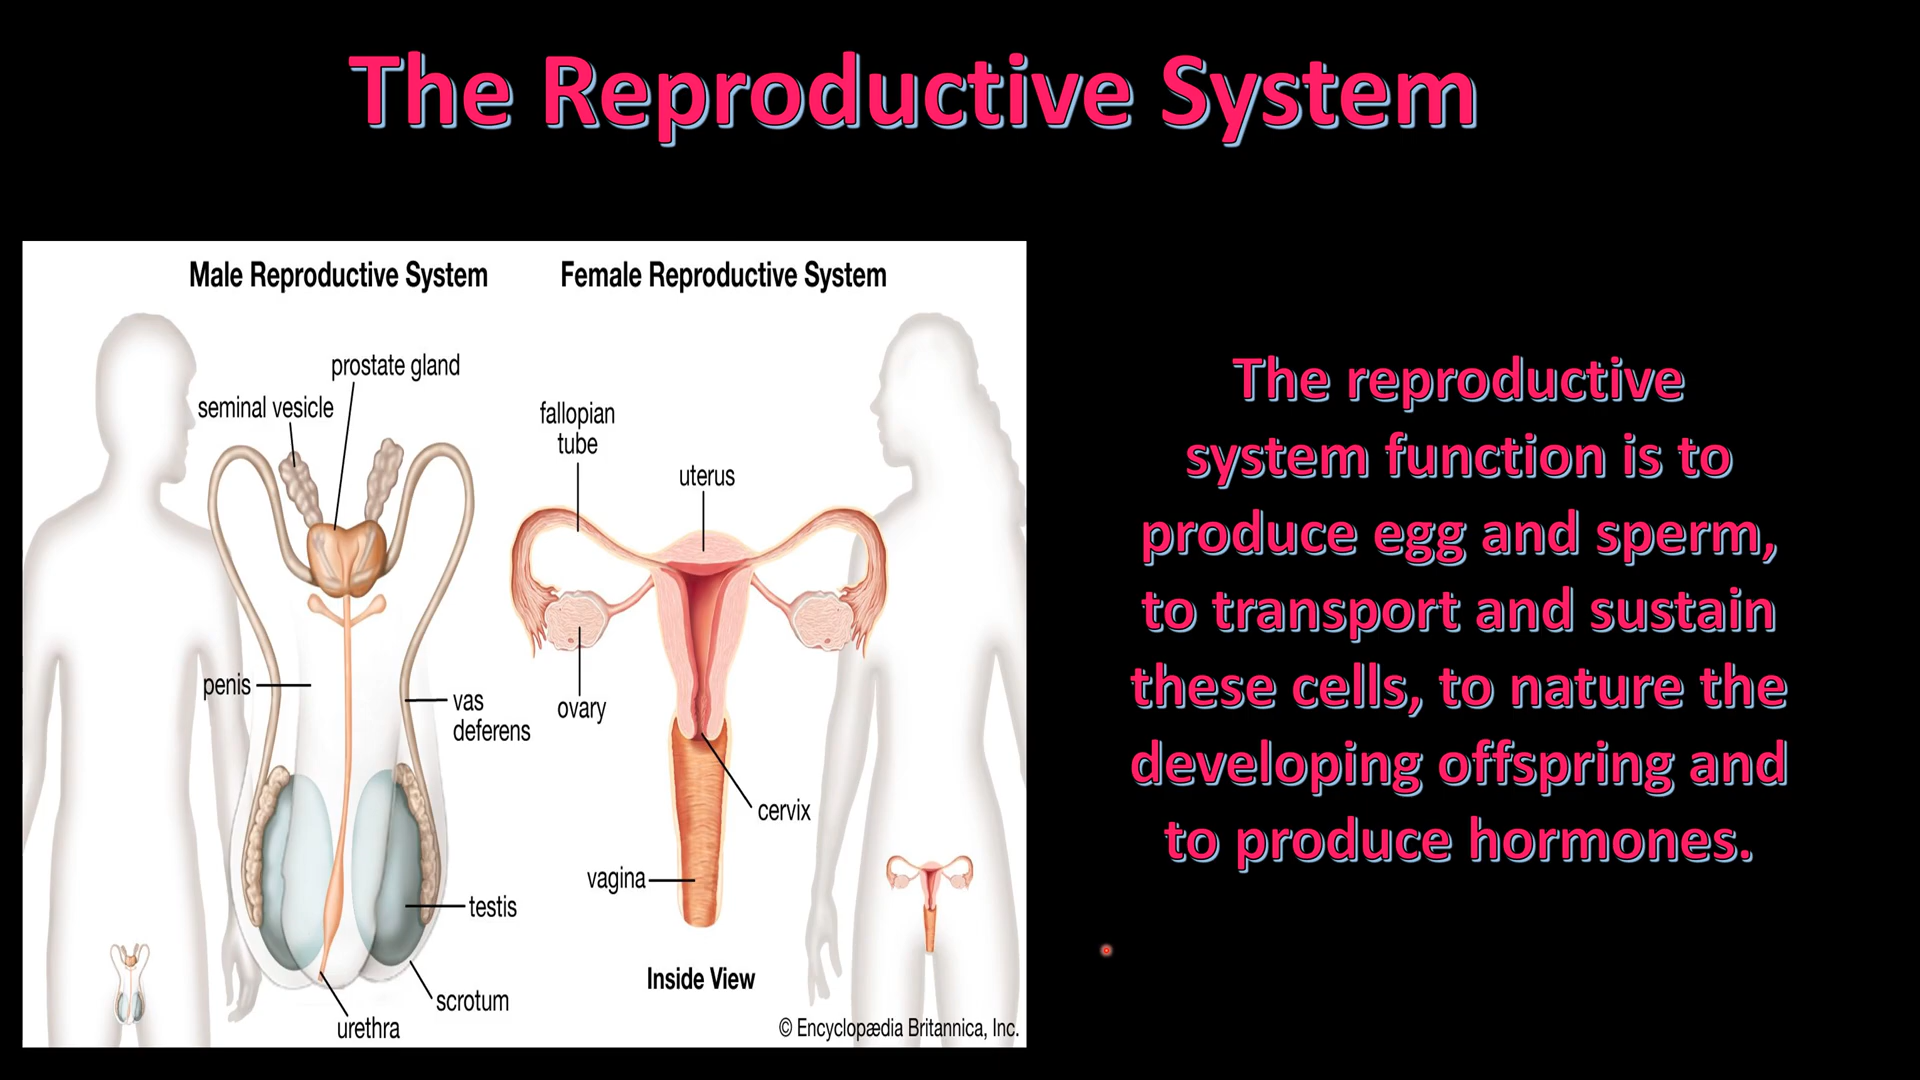 The Reproductive System
Male Reproductive System
Female Reproductive System
prostate gland
seminal vesicle
penis
vas
deferens
testis
scrotum
urethra
fallopian
tube
uterus
ovary
cervix
vagina
Inside View
© Encyclopædia Britannica, Inc.
The reproductive
system function is to
produce egg and sperm,
to transport and sustain
these cells, to nature the
developing offspring and
to produce hormones.